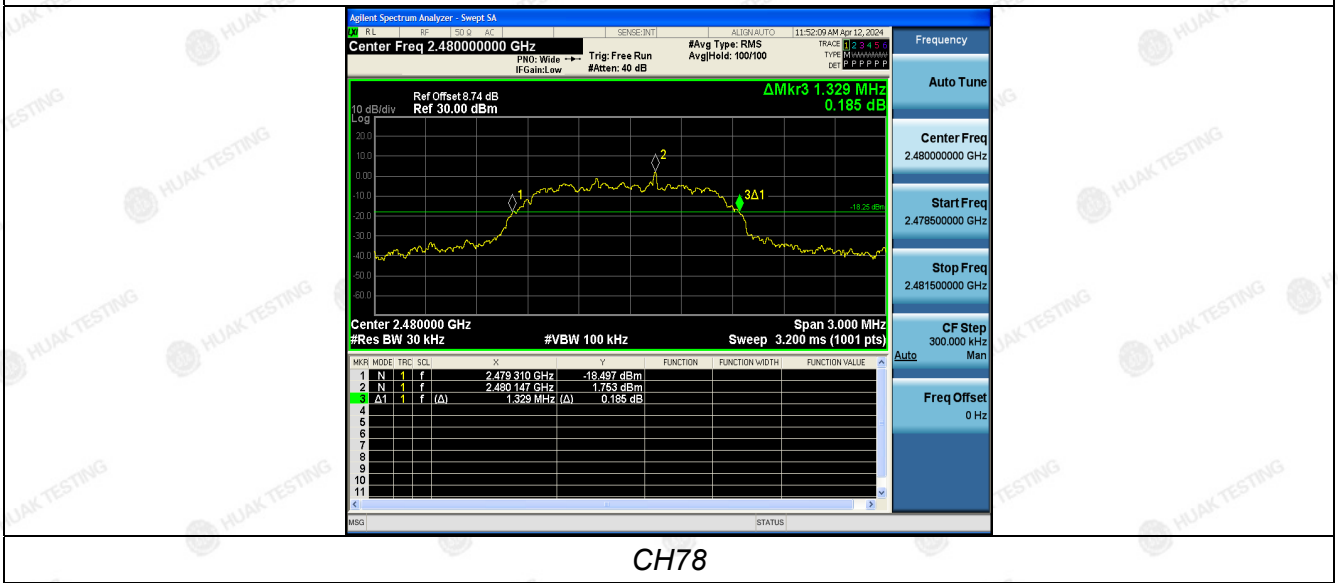 Agilent Spectrum Analyzer - Swept SA
RL RF 50 Ω AC SENSE:INT ALIGN AUTO 11:52:09 AM Apr 12, 2024
Center Freq 2.480000000 GHz
PNO: Wide
IFGain:Low
Trig: Free Run
#Atten: 40 dB
#Avg Type: RMS
Avg|Hold: 100/100
TRACE 1 2 3 4 5 6
TYPE M
DET P P P P P P
Frequency
Auto Tune
Center Freq
2.480000000 GHz
Start Freq
2.478500000 GHz
Stop Freq
2.481500000 GHz
CF Step
300.000 kHz
Auto Man
Freq Offset
0 Hz
ΔMkr3 1.329 MHz
0.185 dB
Ref Offset 8.74 dB
10 dB/div Ref 30.00 dBm
Log
20.0
10.0
0.00
-10.0
-20.0
-30.0
-40.0
-50.0
-60.0
1
2
3Δ1
-18.25 dBm
Center 2.480000 GHz Span 3.000 MHz
#Res BW 30 kHz #VBW 100 kHz Sweep 3.200 ms (1001 pts)
MKR MODE TRC SCL X Y FUNCTION FUNCTION WIDTH FUNCTION VALUE
1 N 1 f 2.479 310 GHz -18.497 dBm
2 N 1 f 2.480 147 GHz 1.753 dBm
3 Δ1 1 f (Δ) 1.329 MHz (Δ) 0.185 dB
4
5
6
7
8
9
10
11
MSG STATUS
CH78
HUAK TESTING